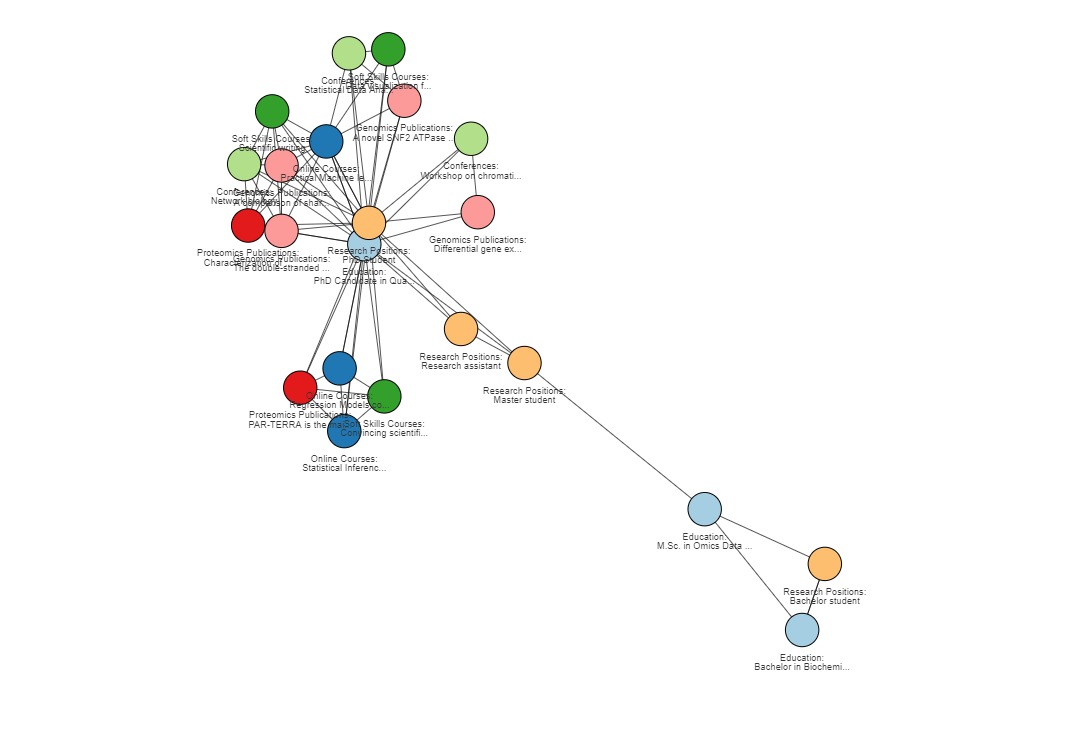 Conferences:
Statistical Data Ana...
Soft Skills Courses:
Data visualization f...
Genomics Publications:
A novel SNF2 ATPase ...
Soft Skills Courses:
Scientific writing
Online Courses:
Practical Machine le...
Conferences:
Workshop on chromati...
Conferences:
Network biology
Genomics Publications:
A comparison of shar...
Genomics Publications:
Differential gene ex...
Proteomics Publications:
Characterization of
Genomics Publications:
The double-stranded ...
Research Positions:
PhD student
Education:
PhD Candidate in Qua...
Research Positions:
Research assistant
Research Positions:
Master student
Online Courses:
Regression Models co...
Proteomics Publications:
PAR-TERRA is the maj...
Soft Skills Courses:
Convincing scientifi...
Online Courses:
Statistical Inferenc...
Education:
M.Sc. in Omics Data ...
Research Positions:
Bachelor student
Education:
Bachelor in Biochemi...